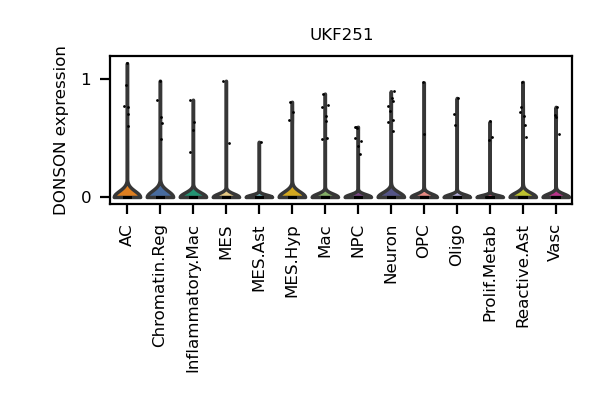 UKF251
DONSON expression
1
0
AC
Chromatin.Reg
Inflammatory.Mac
MES
MES.Ast
MES.Hyp
Mac
NPC
Neuron
OPC
Oligo
Prolif.Metab
Reactive.Ast
Vasc